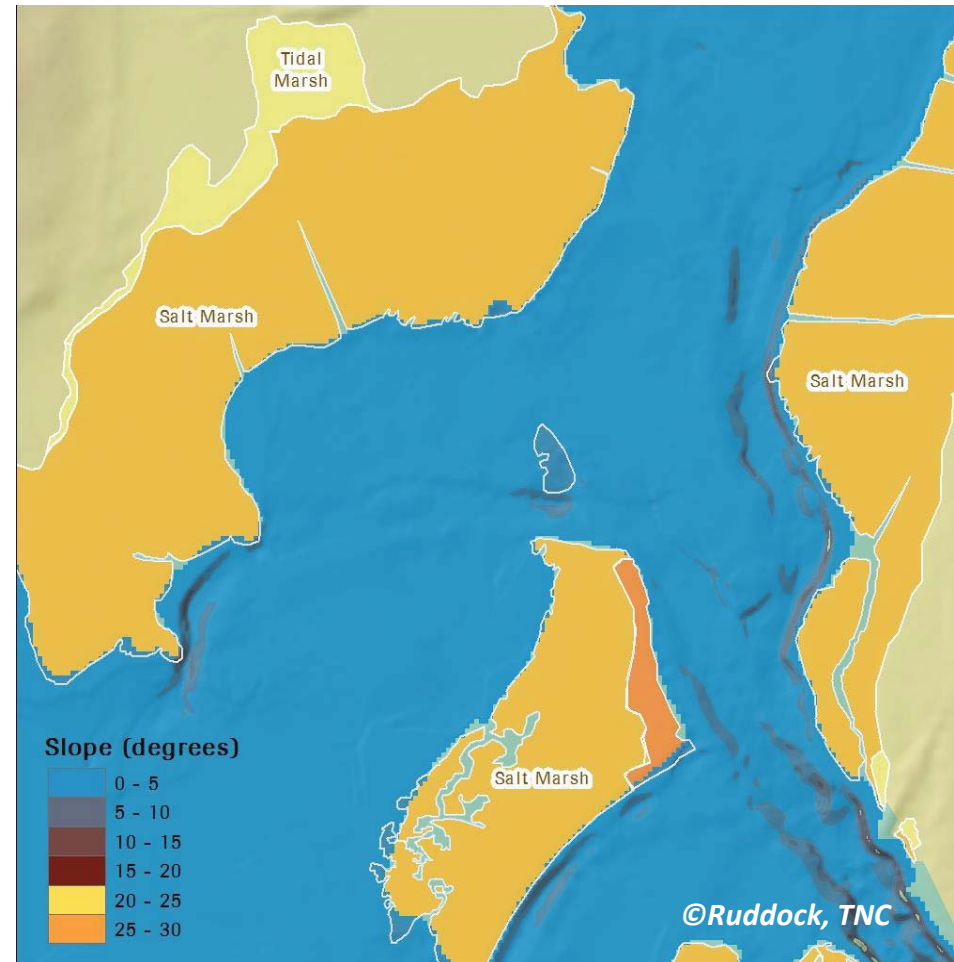 Tidal
Marsh
Salt Marsh
Salt Marsh
Salt Marsh
Slope (degrees)
0 - 5
5 - 10
10 - 15
15 - 20
20 - 25
25 - 30
©Ruddock, TNC